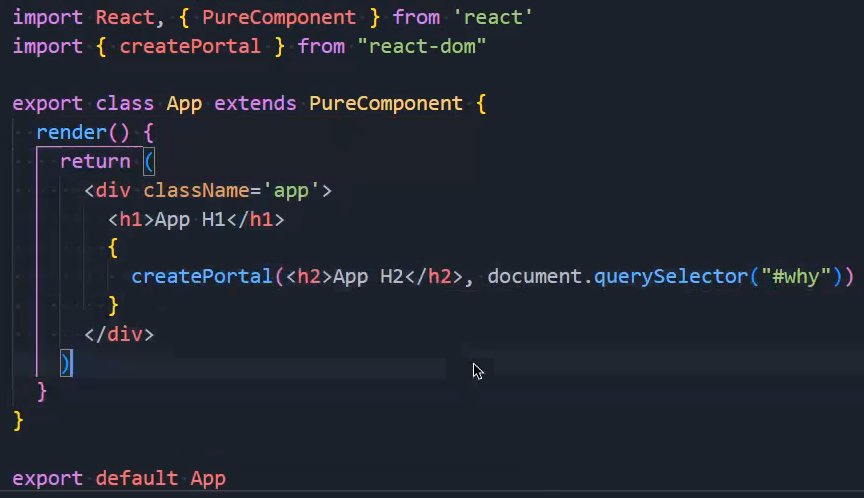 import React, { PureComponent } from 'react'
import { createPortal } from "react-dom"
export class App extends PureComponent {
render() {
return (
<div className='app'>
<h1>App H1</h1>
{
createPortal(<h2>App H2</h2>, document.querySelector("#why"))
}
</div>
)
}
}
export default App